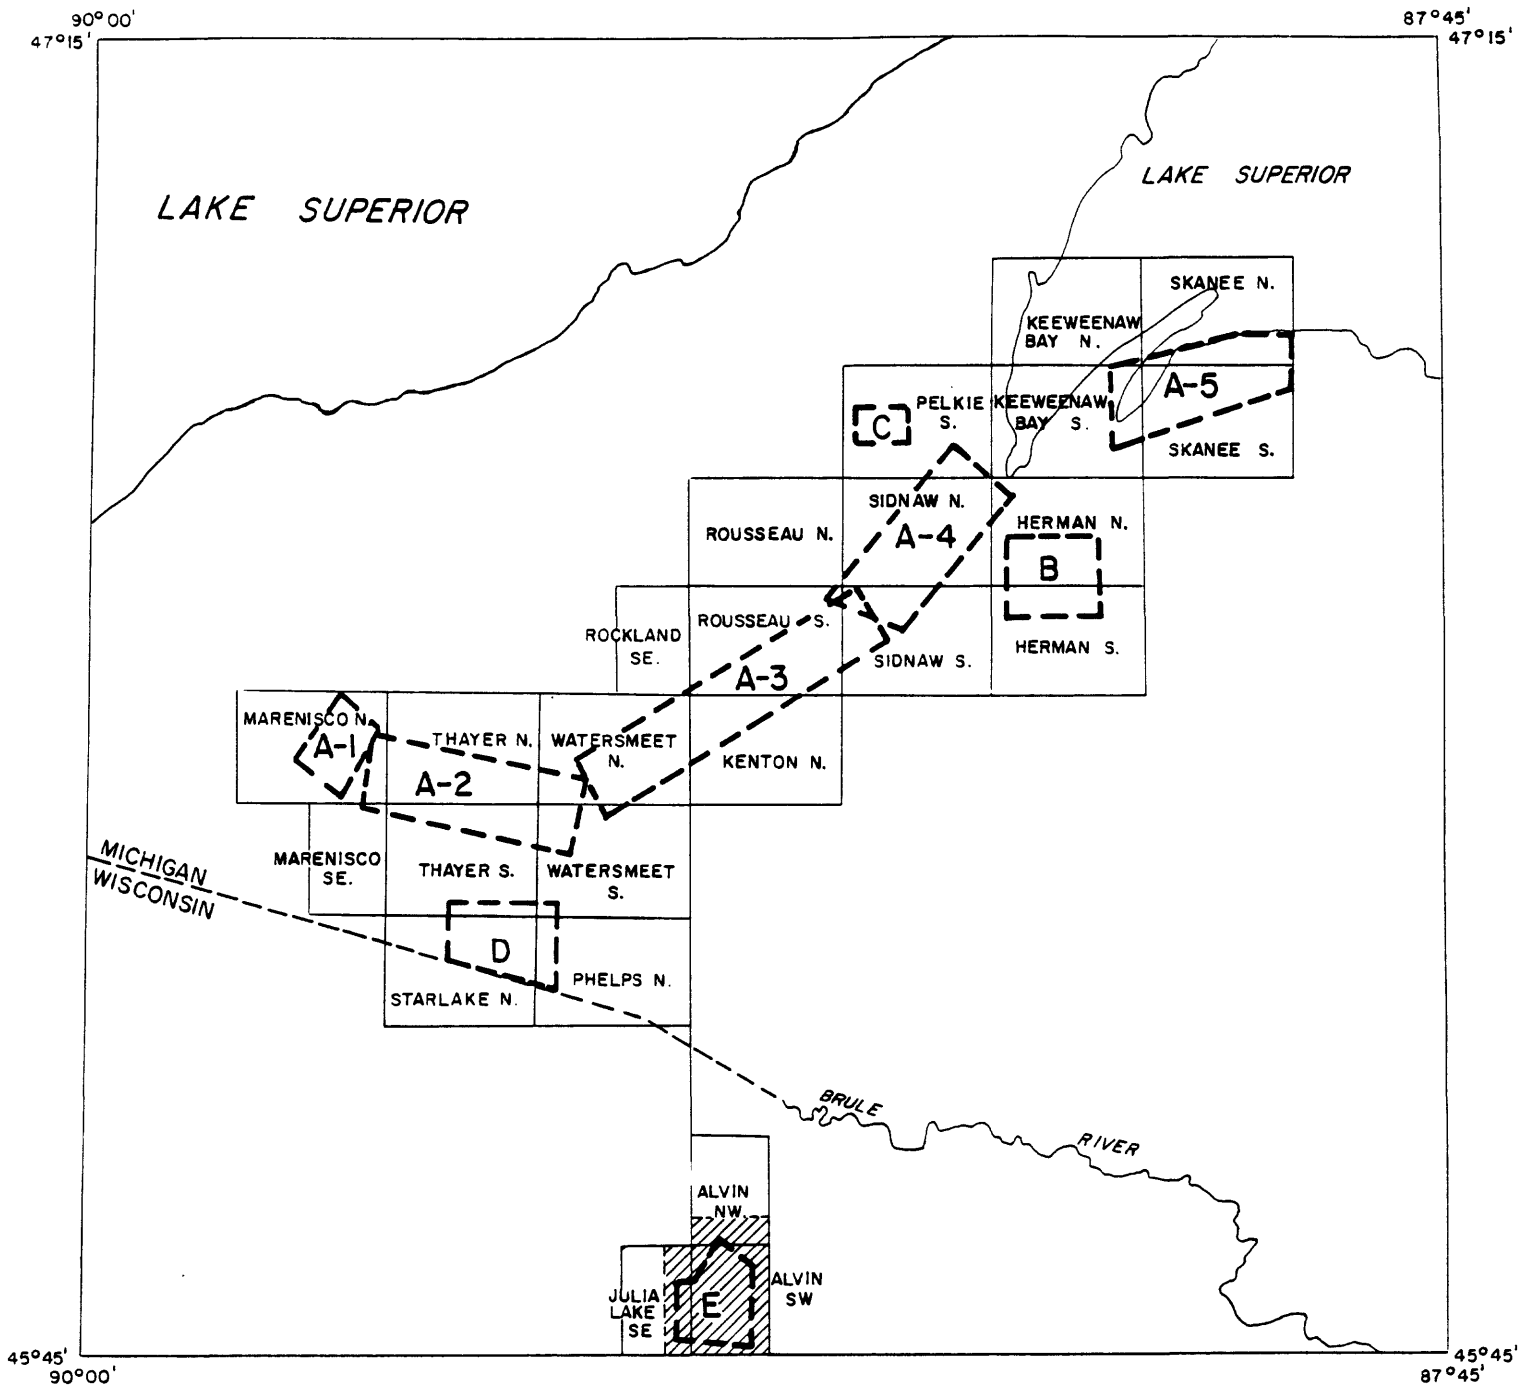 90°00'
87°45'
47°15'
47°15'
LAKE SUPERIOR
LAKE SUPERIOR
SKANEE N.
KEEWEENAW
BAY N.
A-5
PELKIE
S.
KEEWEENAW
BAY S.
C
SKANEE S.
SIDNAW N.
ROUSSEAU N.
A-4
HERMAN N.
B
ROUSSEAU S.
ROCKLAND
SE.
HERMAN S.
SIDNAW S.
A-3
MARENISCO N.
A-1
THAYER N.
WATERSMEET
N.
KENTON N.
A-2
MICHIGAN
WISCONSIN
MARENISCO
SE.
THAYER S.
WATERSMEET
S.
D
PHELPS N.
STARLAKE N.
BRULE
RIVER
ALVIN
NW.
ALVIN
SW
JULIA
LAKE
SE
E
45°45'
90°00'
45°45'
87°45'